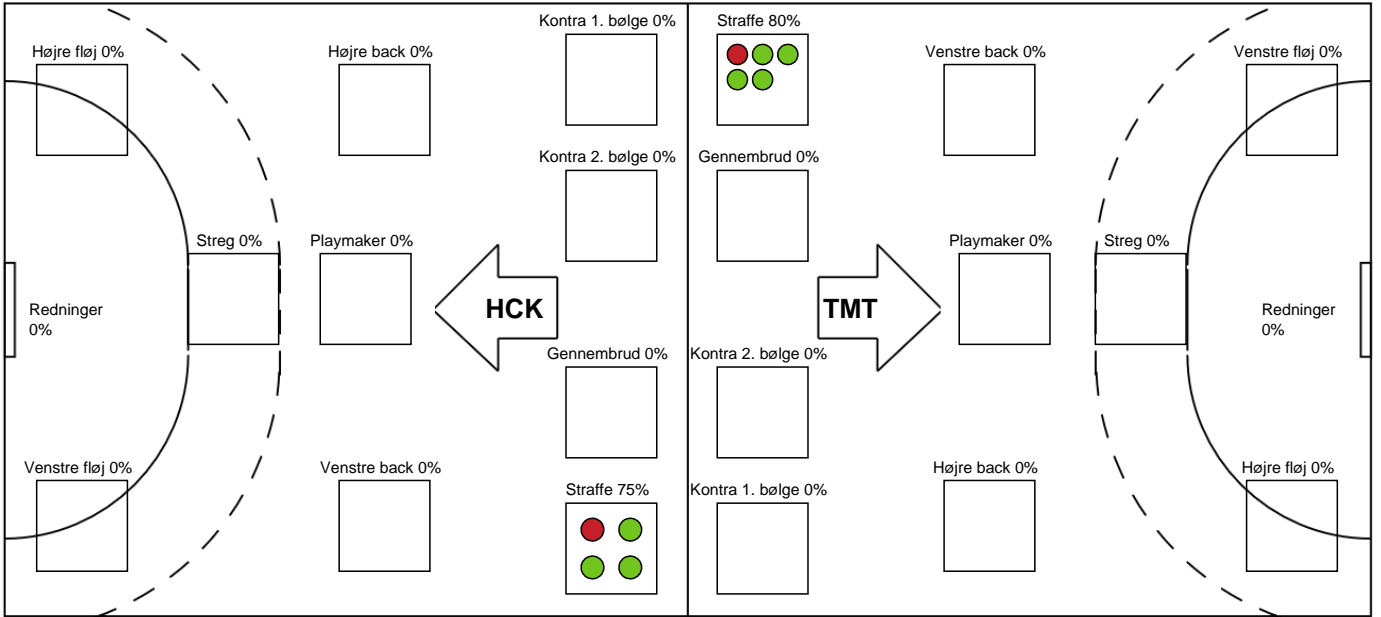 Kontra 1. bølge 0%
Straffe 80%
Højre fløj 0%
Højre back 0%
Venstre back 0%
Venstre fløj 0%
Kontra 2. bølge 0%
Gennembrud 0%
Streg 0%
Playmaker 0%
Playmaker 0%
Streg 0%
Redninger
0%
HCK
TMT
Redninger
0%
Gennembrud 0%
Kontra 2. bølge 0%
Venstre fløj 0%
Venstre back 0%
Højre back 0%
Højre fløj 0%
Straffe 75%
Kontra 1. bølge 0%